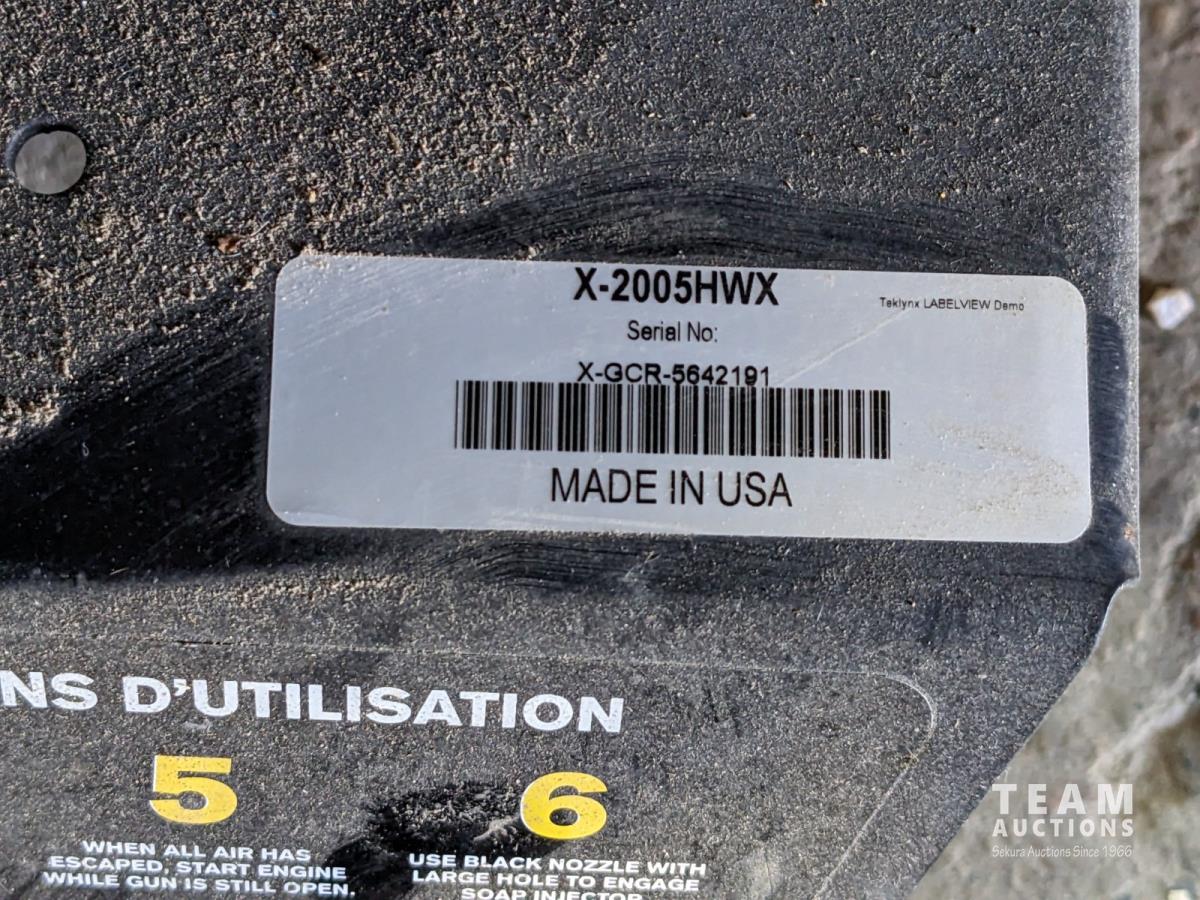 X-2005HWX
Teklynx LABELVIEW Demo
Serial No:
X-GCR-5642191
MADE IN USA
NS D'UTILISATION
5
WHEN ALL AIR HAS
ESCAPED, START ENGINE
WHILE GUN IS STILL OPEN.
6
USE BLACK NOZZLE WITH
LARGE HOLE TO ENGAGE
SOAP INJECTOR
TEAM
AUCTIONS
Sekura Auctions Since 1966